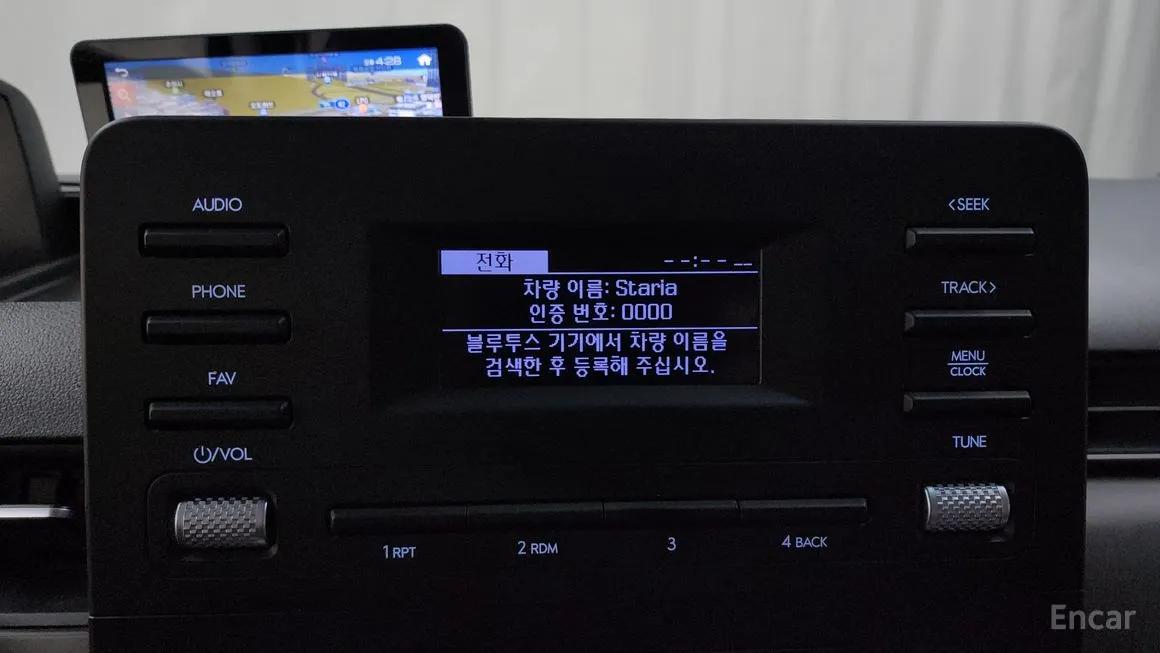 4:28
AUDIO
<SEEK
PHONE
TRACK>
FAV
MENU
CLOCK
/VOL
TUNE
전화
--:-- __
차량 이름: Staria
인증 번호: 0000
블루투스 기기에서 차량 이름을
검색한 후 등록해 주십시오.
1 RPT
2 RDM
3
4 BACK
Encar